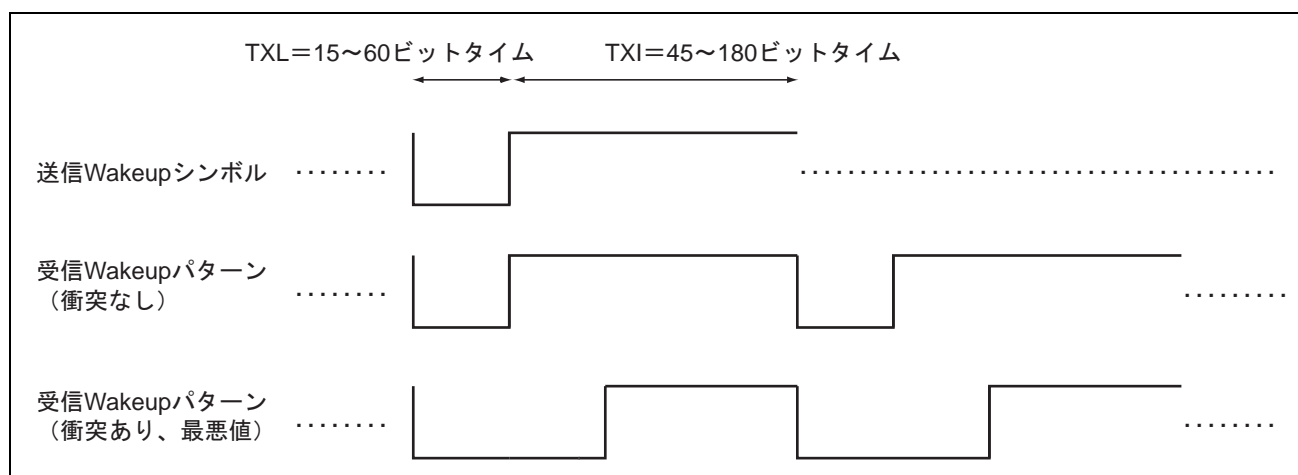 TXL=15～60ビットタイム
TXI=45～180ビットタイム
送信Wakeupシンボル
受信Wakeupパターン
（衝突なし）
受信Wakeupパターン
（衝突あり、最悪値）